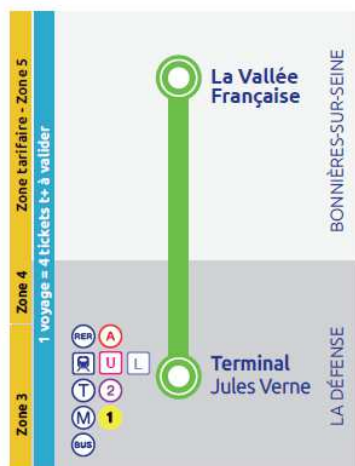 Zone tarifaire - Zone 5
Zone 4
Zone 3
1 voyage = 4 tickets t+ à valider
La Vallée
Française
BONNIÈRES-SUR-SEINE
RER A
U L
T 2
M 1
BUS
Terminal
Jules Verne
LA DÉFENSE